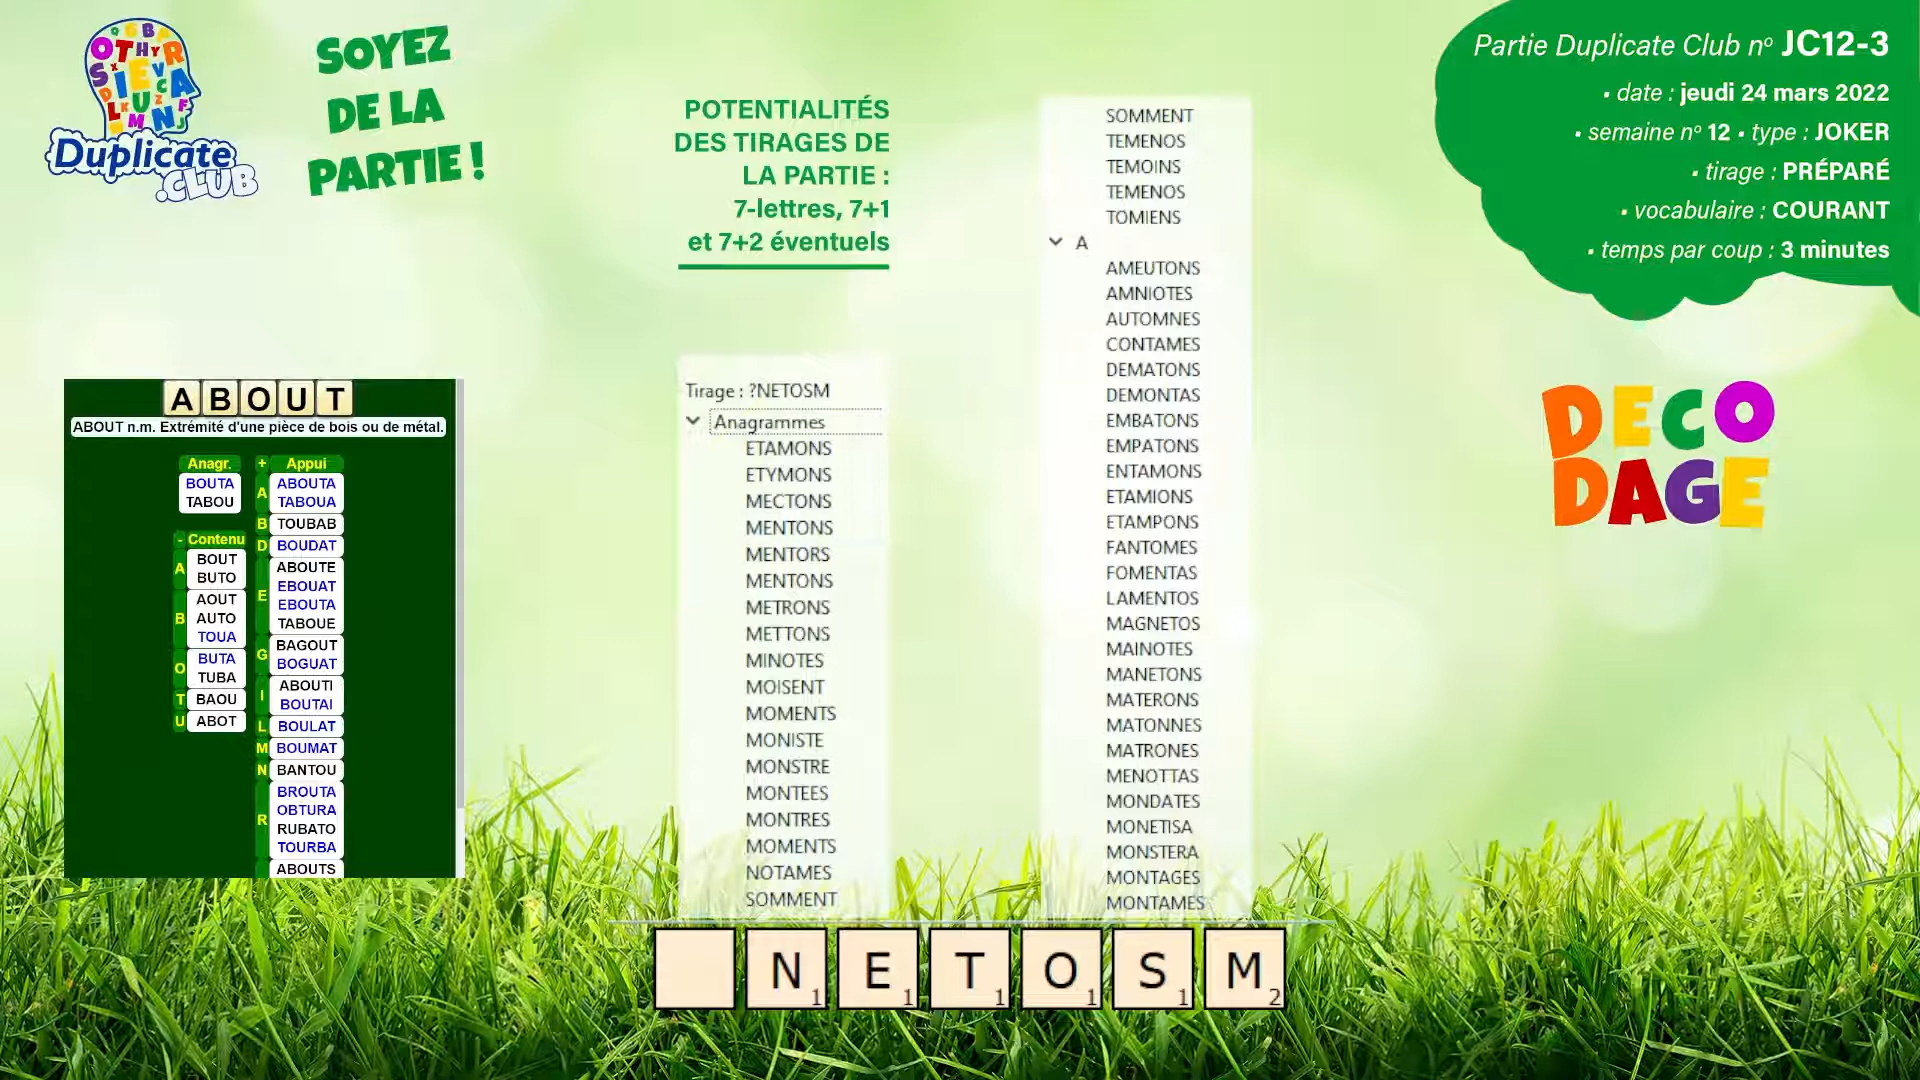 Duplicate
.CLUB
SOYEZ
DE LA
PARTIE !
POTENTIALITÉS
DES TIRAGES DE
LA PARTIE :
7-lettres, 7+1
et 7+2 éventuels
Partie Duplicate Club nº JC12-3
• date : jeudi 24 mars 2022
• semaine nº 12 • type : JOKER
• tirage : PRÉPARÉ
• vocabulaire : COURANT
• temps par coup : 3 minutes
DECO
DAGE
ABOUT
ABOUT n.m. Extrémité d'une pièce de bois ou de métal.
Anagr.
BOUTA
TABOU
- Contenu
A
BOUT
BUTO
B
AOUT
AUTO
TOUA
O
BUTA
TUBA
T BAOU
U ABOT
+ Appui
A
ABOUTA
TABOUA
B TOUBAB
D BOUDAT
E
ABOUTE
EBOUAT
EBOUTA
TABOUE
G
BAGOUT
BOGUAT
I
ABOUTI
BOUTAI
L BOULAT
M BOUMAT
N BANTOU
R
BROUTA
OBTURA
RUBATO
TOURBA
ABOUTS
Tirage : ?NETOSM
Anagrammes
ETAMONS
ETYMONS
MECTONS
MENTONS
MENTORS
MENTONS
METRONS
METTONS
MINOTES
MOISENT
MOMENTS
MONISTE
MONSTRE
MONTEES
MONTRES
MOMENTS
NOTAMES
SOMMENT
SOMMENT
TEMENOS
TEMOINS
TEMENOS
TOMIENS
A
AMEUTONS
AMNIOTES
AUTOMNES
CONTAMES
DEMATONS
DEMONTAS
EMBATONS
EMPATONS
ENTAMONS
ETAMIONS
ETAMPONS
FANTOMES
FOMENTAS
LAMENTOS
MAGNETOS
MAINOTES
MANETONS
MATERONS
MATONNES
MATRONES
MENOTTAS
MONDATES
MONETISA
MONSTERA
MONTAGES
MONTAMES
N1 E1 T1 O1 S1 M2